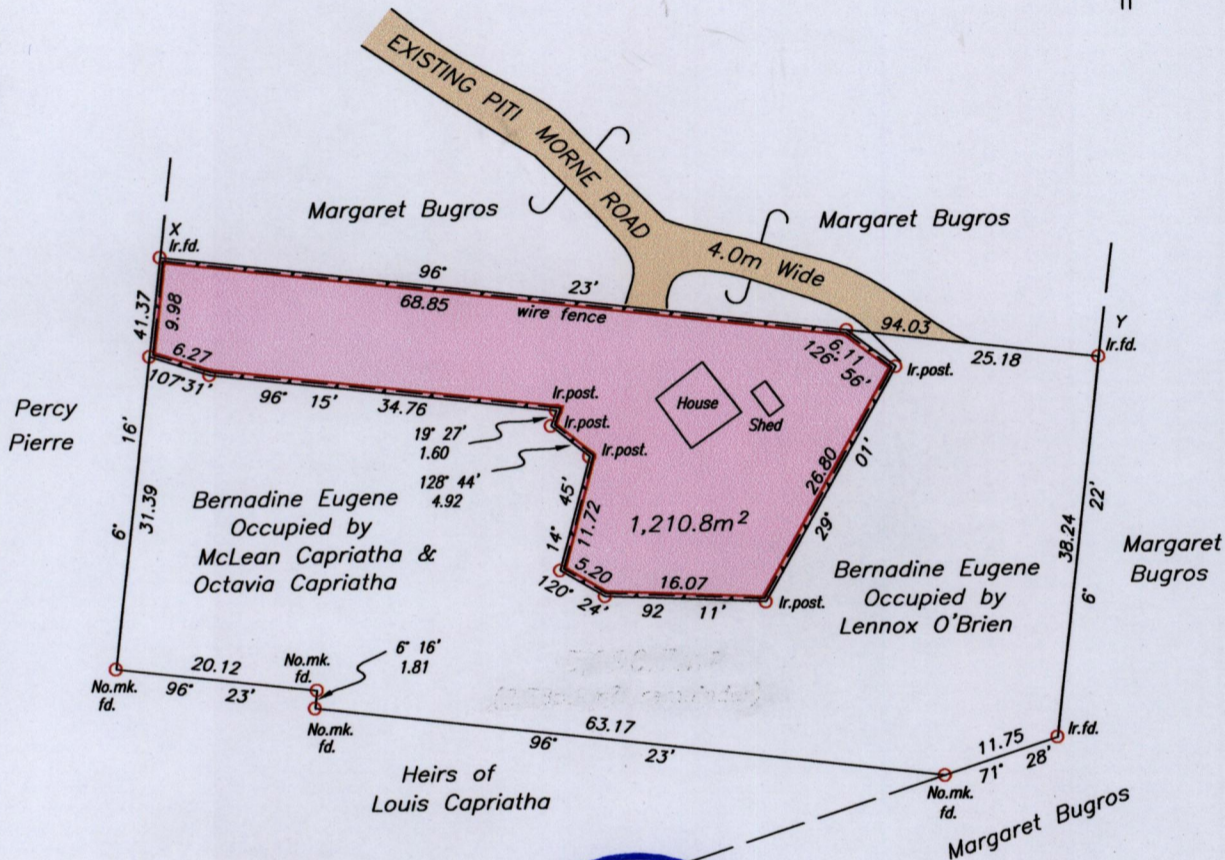 EXISTING PITI MORNE ROAD
4.0m Wide
Margaret Bugros
Margaret Bugros
X
Ir.fd.
96° 23'
68.85
wire fence
94.03
25.18
Y
Ir.fd.
6.11
126° 56'
Ir.post.
41.37
9.98
6.27
107°31'
96° 15' 34.76
Ir.post.
Ir.post.
Ir.post.
19° 27'
1.60
128° 44'
4.92
House
Shed
Percy
Pierre
6° 16'
31.39
Bernadine Eugene
Occupied by
McLean Capriatha &
Octavia Capriatha
14° 45'
11.72
1,210.8m²
26.80
29° 01'
5.20
120° 24'
16.07
92 11'
Ir.post.
Bernadine Eugene
Occupied by
Lennox O'Brien
38.24
6° 22'
Margaret
Bugros
20.12
96° 23'
No.mk.
fd.
No.mk.
fd.
6° 16'
1.81
No.mk.
fd.
63.17
96° 23'
Heirs of
Louis Capriatha
11.75
71° 28'
Ir.fd.
No.mk.
fd.
Margaret Bugros